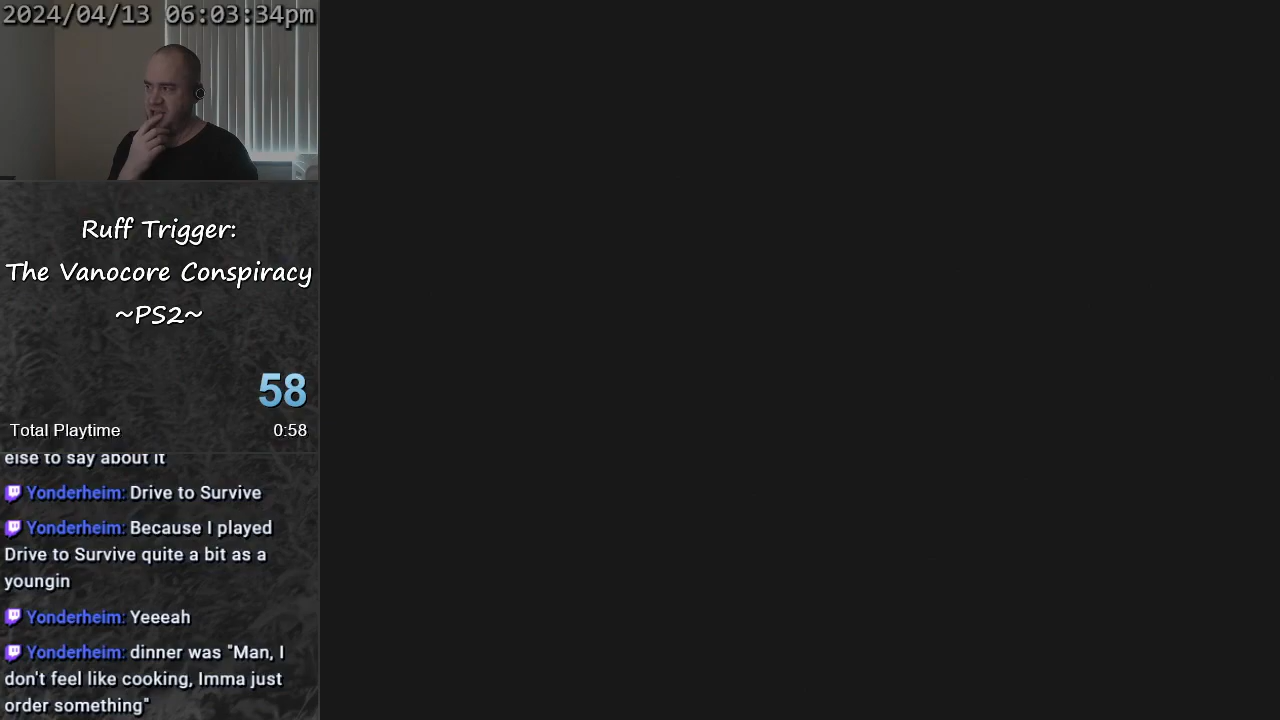 2024/04/13 06:03:34pm
Ruff Trigger:
The Vanocore Conspiracy
~PS2~
58
Total Playtime 0:58
else to say about it
Yonderheim: Drive to Survive
Yonderheim: Because I played
Drive to Survive quite a bit as a
youngin
Yonderheim: Yeeeah
Yonderheim: dinner was "Man, I
don't feel like cooking, Imma just
order something"